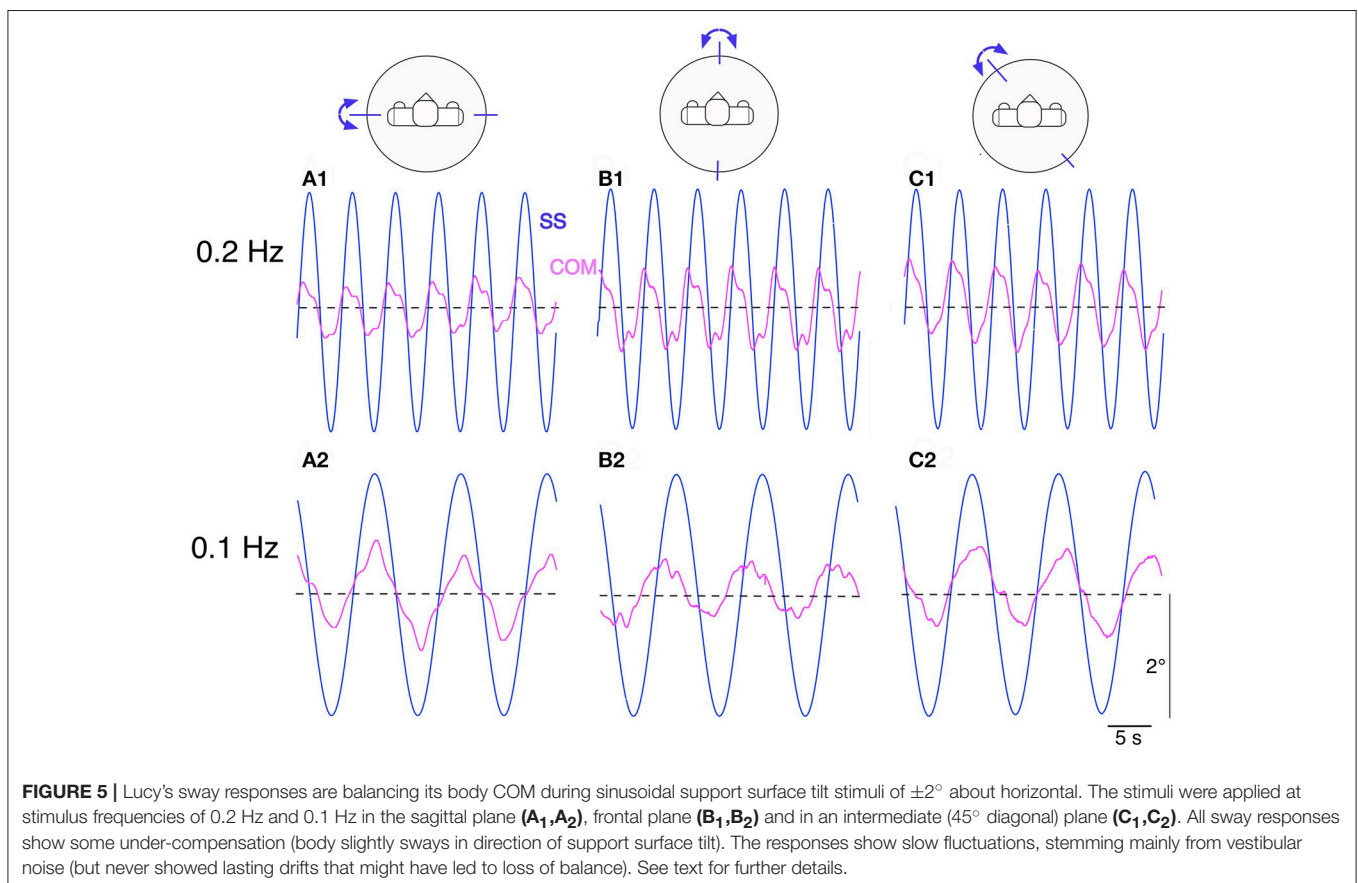 A1
B1
C1
SS
0.2 Hz
COM
A2
B2
C2
0.1 Hz
2°
5 s
FIGURE 5 | Lucy's sway responses are balancing its body COM during sinusoidal support surface tilt stimuli of ±2° about horizontal. The stimuli were applied at
stimulus frequencies of 0.2 Hz and 0.1 Hz in the sagittal plane (A₁,A₂), frontal plane (B₁,B₂) and in an intermediate (45° diagonal) plane (C₁,C₂). All sway responses
show some under-compensation (body slightly sways in direction of support surface tilt). The responses show slow fluctuations, stemming mainly from vestibular
noise (but never showed lasting drifts that might have led to loss of balance). See text for further details.